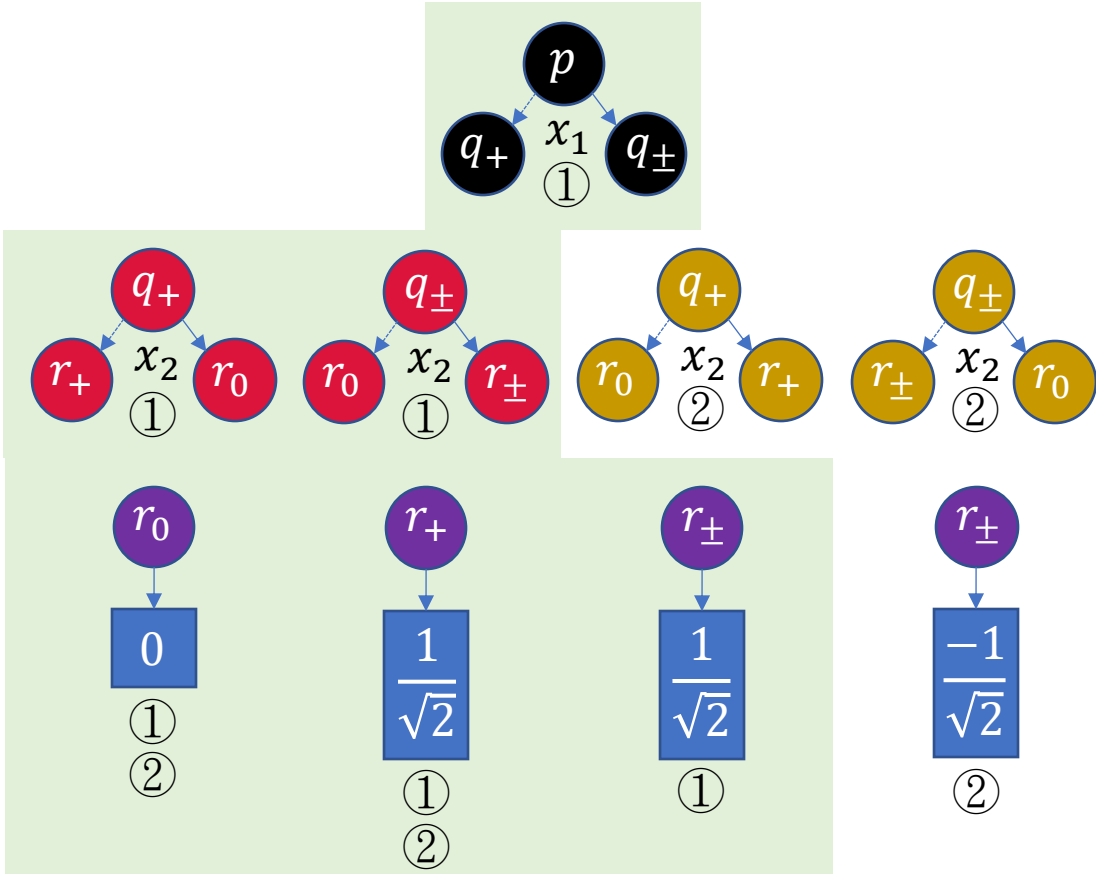 p
q₊ x₁ q±
①
q₊ q± q₊ q±
r₊ x₂ r₀ r₀ x₂ r± r₀ x₂ r₊ r± x₂ r₀
① ① ② ②
r₀ r₊ r± r±
0 1/√2 1/√2 −1/√2
① ① ① ②
② ②